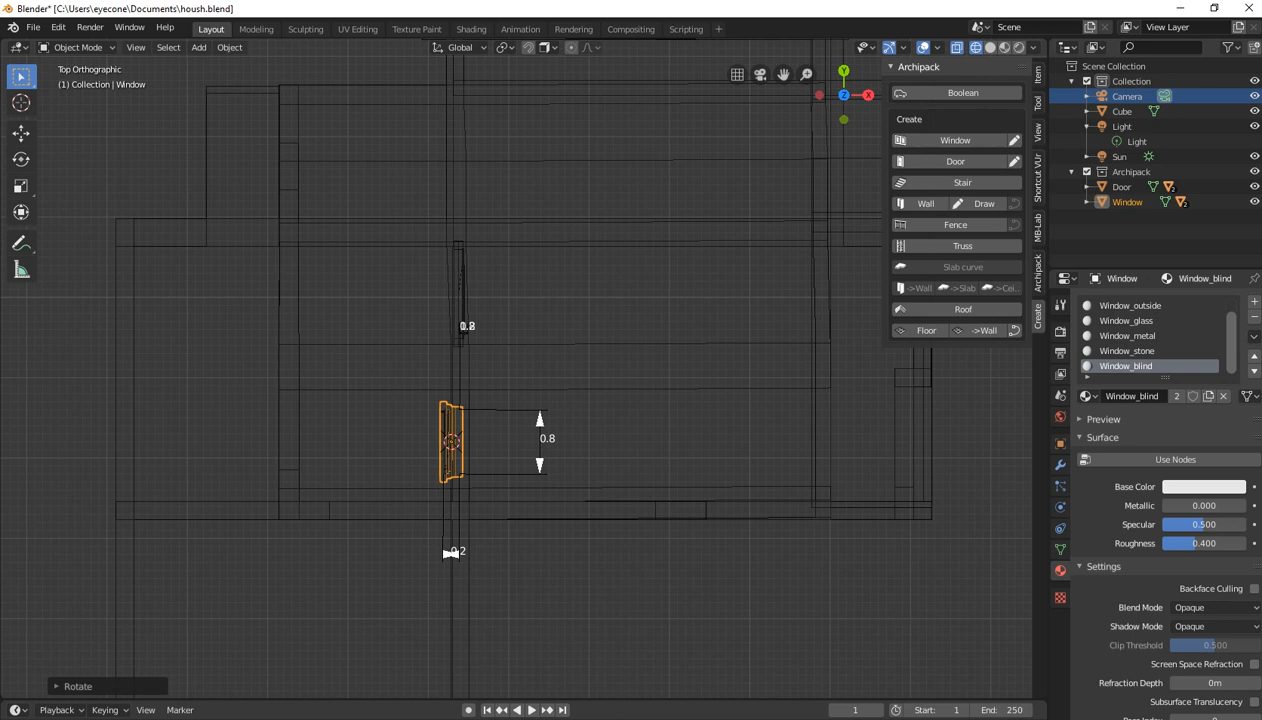 Blender* [C:\Users\eyecone\Documents\housh.blend]
File Edit Render Window Help Layout Modeling Sculpting UV Editing Texture Paint Shading Animation Rendering Compositing Scripting Scene View Layer
Object Mode View Select Add Object Global
Top Orthographic
(1) Collection | Window
Archipack
Boolean
Create
Window
Door
Stair
Wall Draw
Fence
Truss
Slab curve
->Wall ->Slab ->Cei..
Roof
Floor ->Wall
Item
Tool
View
Shortcut VUr
MB-Lab
Archipack
Create
Y
Z X
0.8
0.2
Rotate
Scene Collection
Collection
Camera
Cube
Light
Light
Sun
Archipack
Door 2
Window 2
Window Window_blind
Window_outside
Window_glass
Window_metal
Window_stone
Window_blind
Window_blind 2
Preview
Surface
Use Nodes
Base Color
Metallic 0.000
Specular 0.500
Roughness 0.400
Settings
Backface Culling
Blend Mode Opaque
Shadow Mode Opaque
Clip Threshold 0.500
Screen Space Refraction
Refraction Depth 0m
Subsurface Translucency
Playback Keying View Marker 1 Start: 1 End: 250